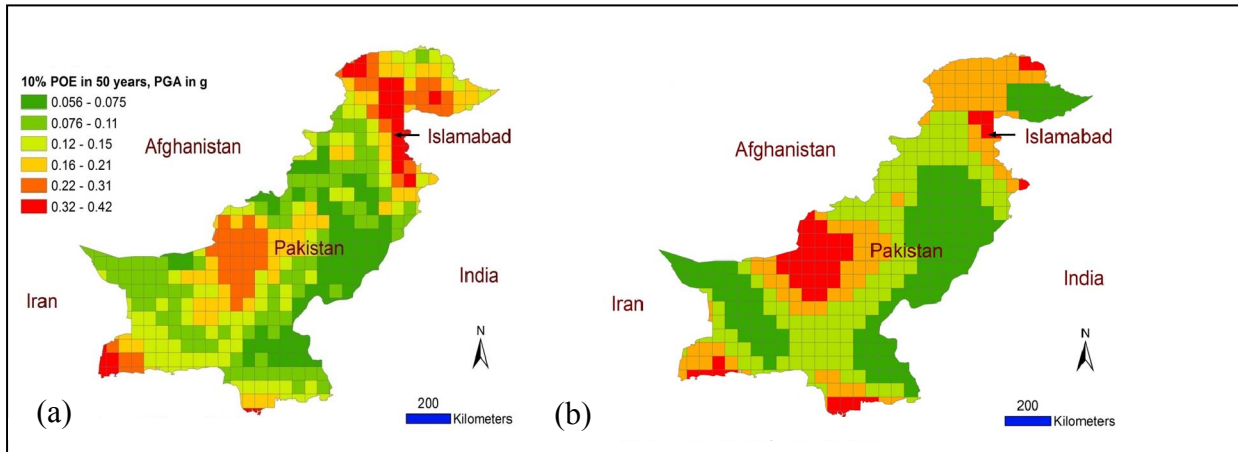 10% POE in 50 years, PGA in g
0.056 - 0.075
0.076 - 0.11
0.12 - 0.15
0.16 - 0.21
0.22 - 0.31
0.32 - 0.42
Afghanistan
Islamabad
Pakistan
India
Iran
N
200
Kilometers
(a)
Afghanistan
Islamabad
Pakistan
India
Iran
N
200
Kilometers
(b)